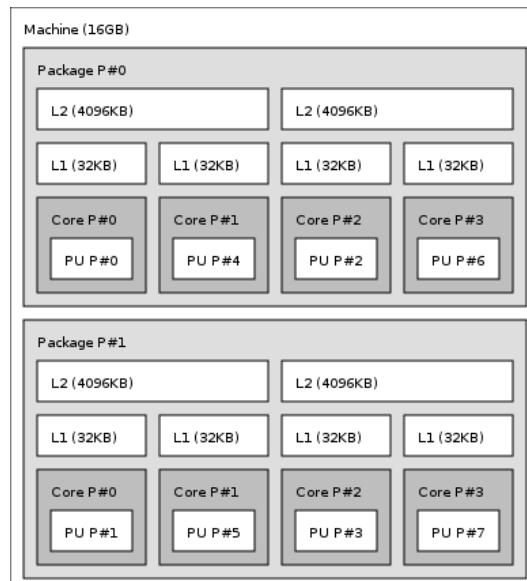 Machine (16GB)
Package P#0
L2 (4096KB) L2 (4096KB)
L1 (32KB) L1 (32KB) L1 (32KB) L1 (32KB)
Core P#0 Core P#1 Core P#2 Core P#3
PU P#0 PU P#4 PU P#2 PU P#6
Package P#1
L2 (4096KB) L2 (4096KB)
L1 (32KB) L1 (32KB) L1 (32KB) L1 (32KB)
Core P#0 Core P#1 Core P#2 Core P#3
PU P#1 PU P#5 PU P#3 PU P#7